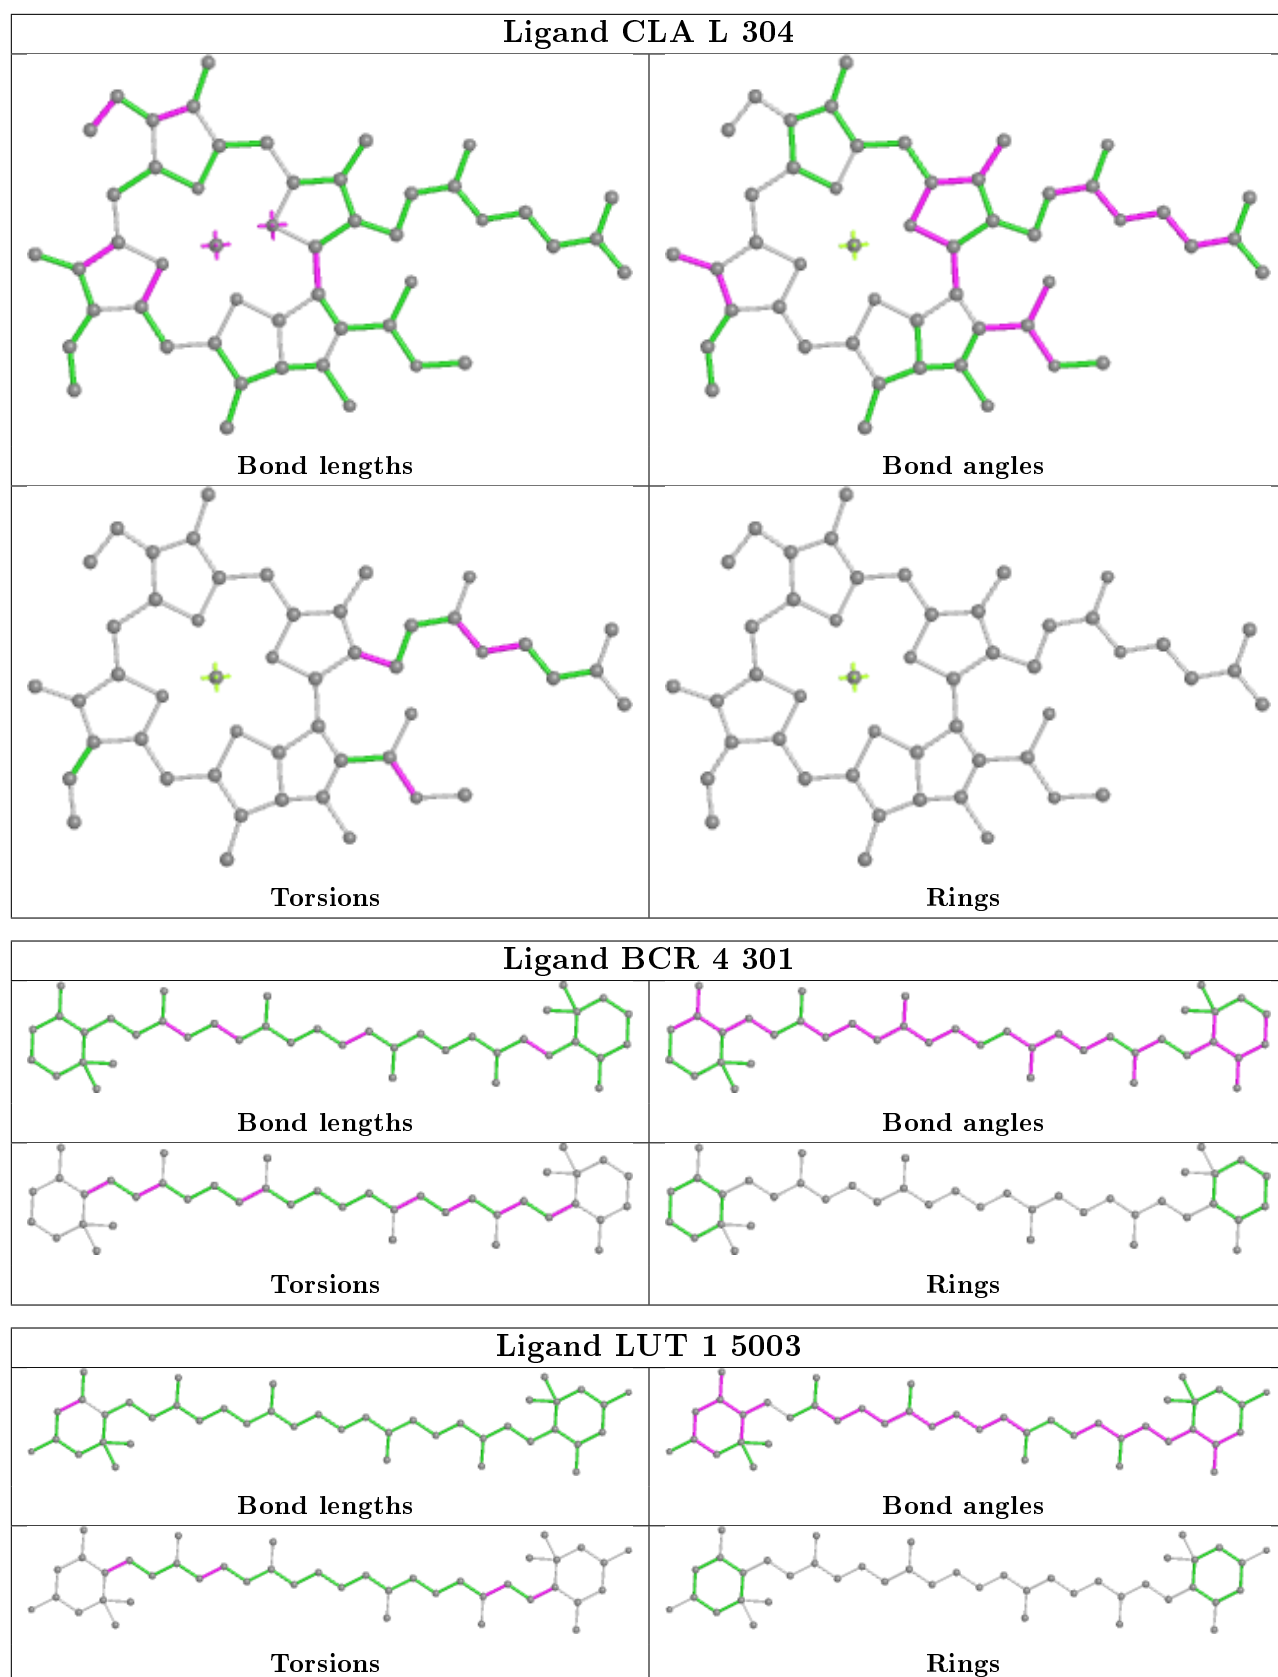 Ligand CLA L 304
Bond lengths
Bond angles
Torsions
Rings
Ligand BCR 4 301
Bond lengths
Bond angles
Torsions
Rings
Ligand LUT 1 5003
Bond lengths
Bond angles
Torsions
Rings